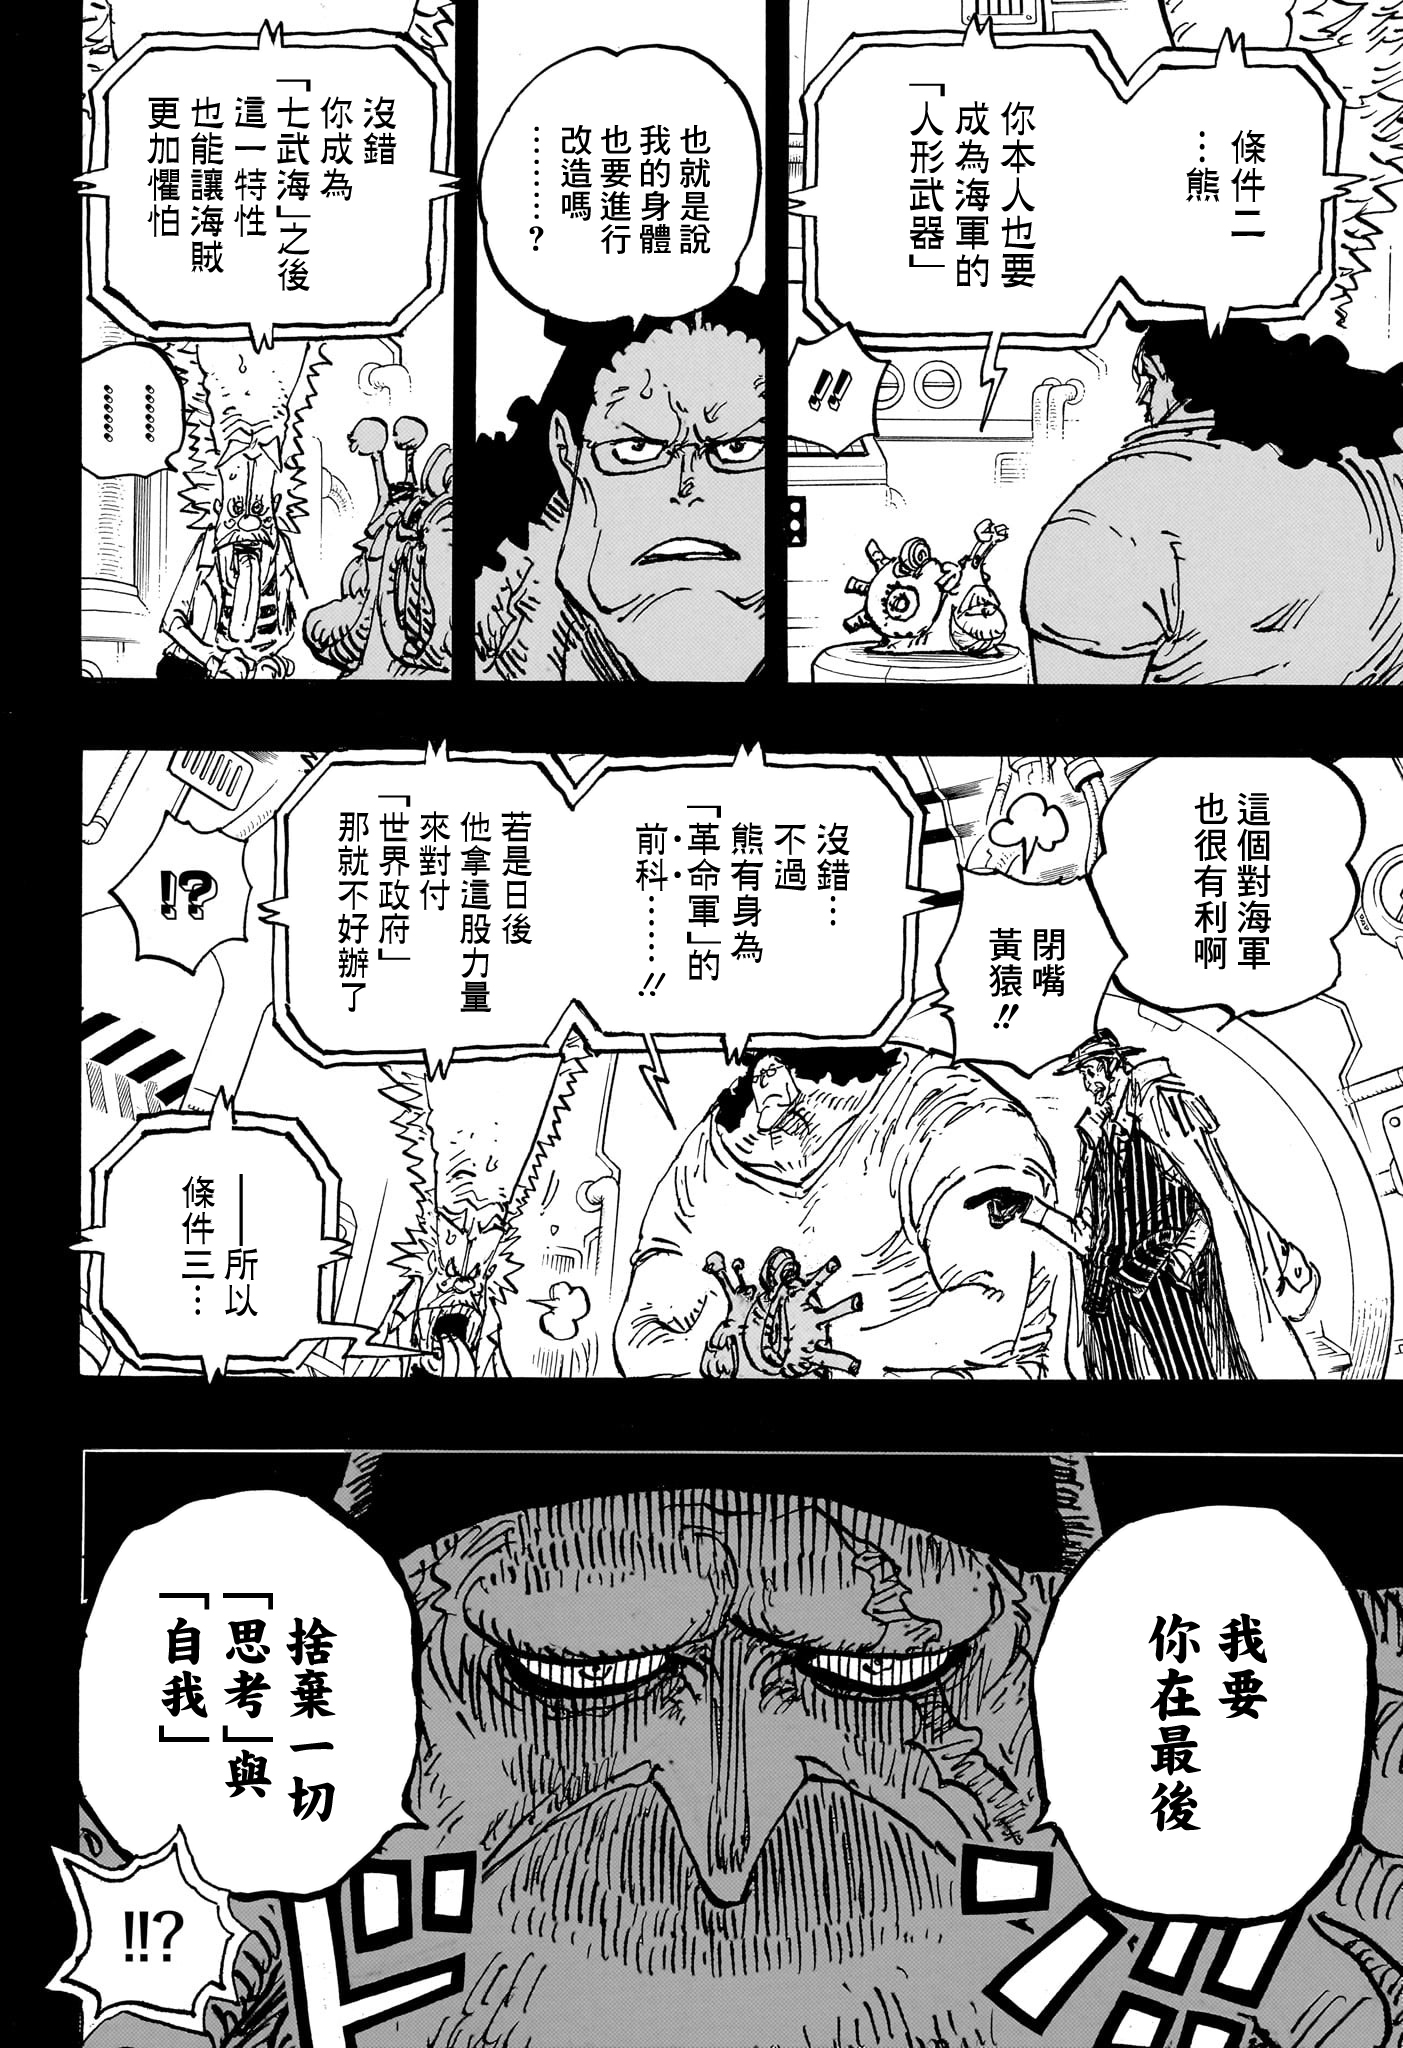 條件二
…熊
你本人也要
成為海軍的
「人形武器」
!!
也就是說
我的身體
也要進行
改造嗎
………?
沒錯
你成為
「七武海」之後
這一特性
也能讓海賊
更加懼怕
……
……
這個對海軍
也很有利啊
閉嘴
黃猿!!
沒錯…
不過
熊有身為
「革命軍」的
前科……!!
若是日後
他拿這股力量
來對付
「世界政府」
那就不好辦了
!?
——所以
條件三…
我要
你在最後
捨棄一切
「思考」與
「自我」
!!?
ドン